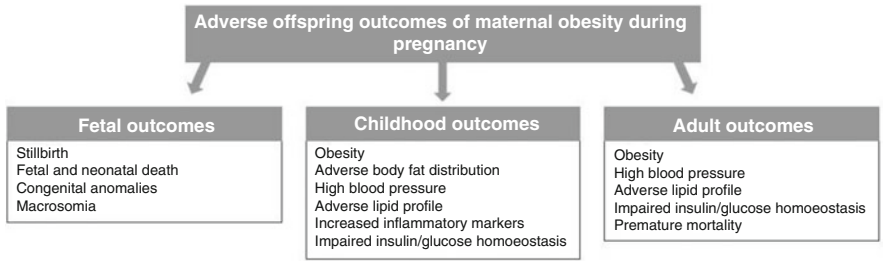 Adverse offspring outcomes of maternal obesity during
pregnancy
Fetal outcomes
Stillbirth
Fetal and neonatal death
Congenital anomalies
Macrosomia
Childhood outcomes
Obesity
Adverse body fat distribution
High blood pressure
Adverse lipid profile
Increased inflammatory markers
Impaired insulin/glucose homoeostasis
Adult outcomes
Obesity
High blood pressure
Adverse lipid profile
Impaired insulin/glucose homoeostasis
Premature mortality